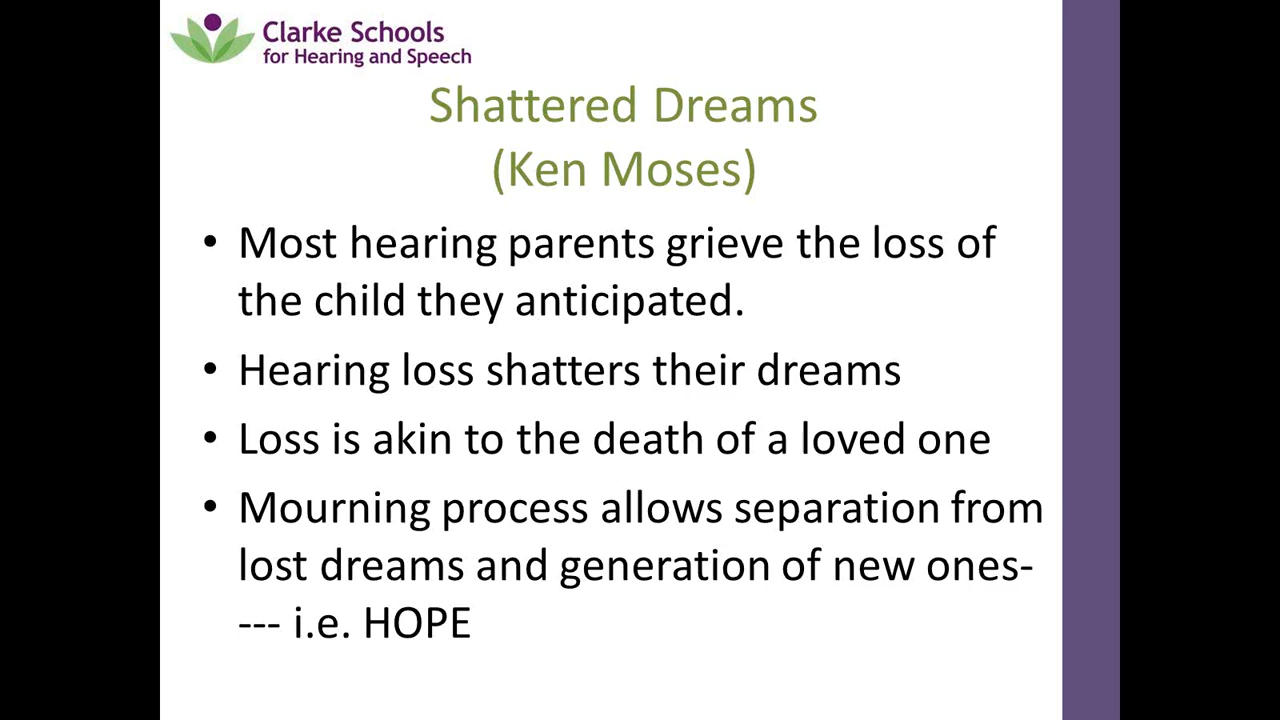 Clarke Schools
for Hearing and Speech
Shattered Dreams
(Ken Moses)
• Most hearing parents grieve the loss of
the child they anticipated.
• Hearing loss shatters their dreams
• Loss is akin to the death of a loved one
• Mourning process allows separation from
lost dreams and generation of new ones-
--- i.e. HOPE